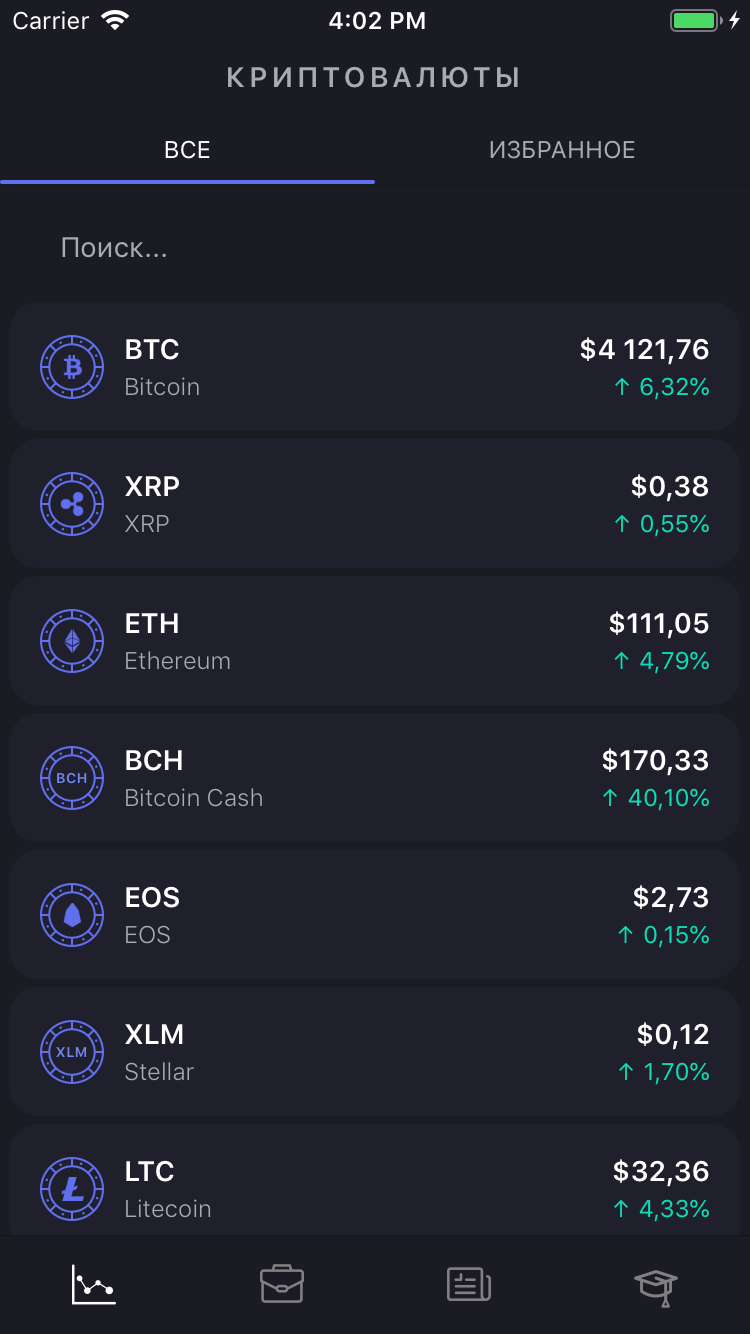 Carrier 4:02 PM
КРИПТОВАЛЮТЫ
ВСЕ ИЗБРАННОЕ
Поиск...
BTC $4 121,76
Bitcoin ↑ 6,32%
XRP $0,38
XRP ↑ 0,55%
ETH $111,05
Ethereum ↑ 4,79%
BCH BCH $170,33
Bitcoin Cash ↑ 40,10%
EOS $2,73
EOS ↑ 0,15%
XLM XLM $0,12
Stellar ↑ 1,70%
LTC $32,36
Litecoin ↑ 4,33%